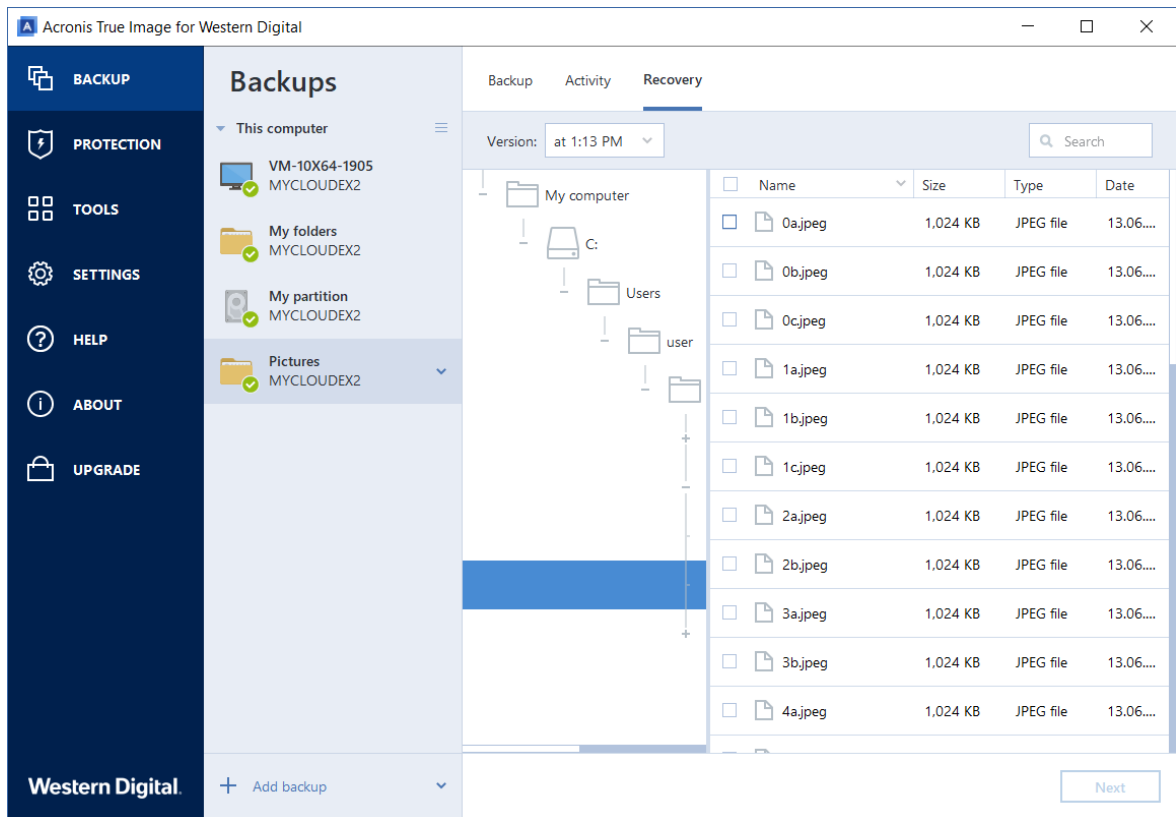 Acronis True Image for Western Digital
BACKUP
PROTECTION
TOOLS
SETTINGS
HELP
ABOUT
UPGRADE
Western Digital.
Backups
This computer
VM-10X64-1905
MYCLOUDEX2
My folders
MYCLOUDEX2
My partition
MYCLOUDEX2
Pictures
MYCLOUDEX2
Add backup
Backup Activity Recovery
Version: at 1:13 PM Search
My computer
C:
Users
user
Name Size Type Date
0a.jpeg 1,024 KB JPEG file 13.06....
0b.jpeg 1,024 KB JPEG file 13.06....
0c.jpeg 1,024 KB JPEG file 13.06....
1a.jpeg 1,024 KB JPEG file 13.06....
1b.jpeg 1,024 KB JPEG file 13.06....
1c.jpeg 1,024 KB JPEG file 13.06....
2a.jpeg 1,024 KB JPEG file 13.06....
2b.jpeg 1,024 KB JPEG file 13.06....
3a.jpeg 1,024 KB JPEG file 13.06....
3b.jpeg 1,024 KB JPEG file 13.06....
4a.jpeg 1,024 KB JPEG file 13.06....
Next